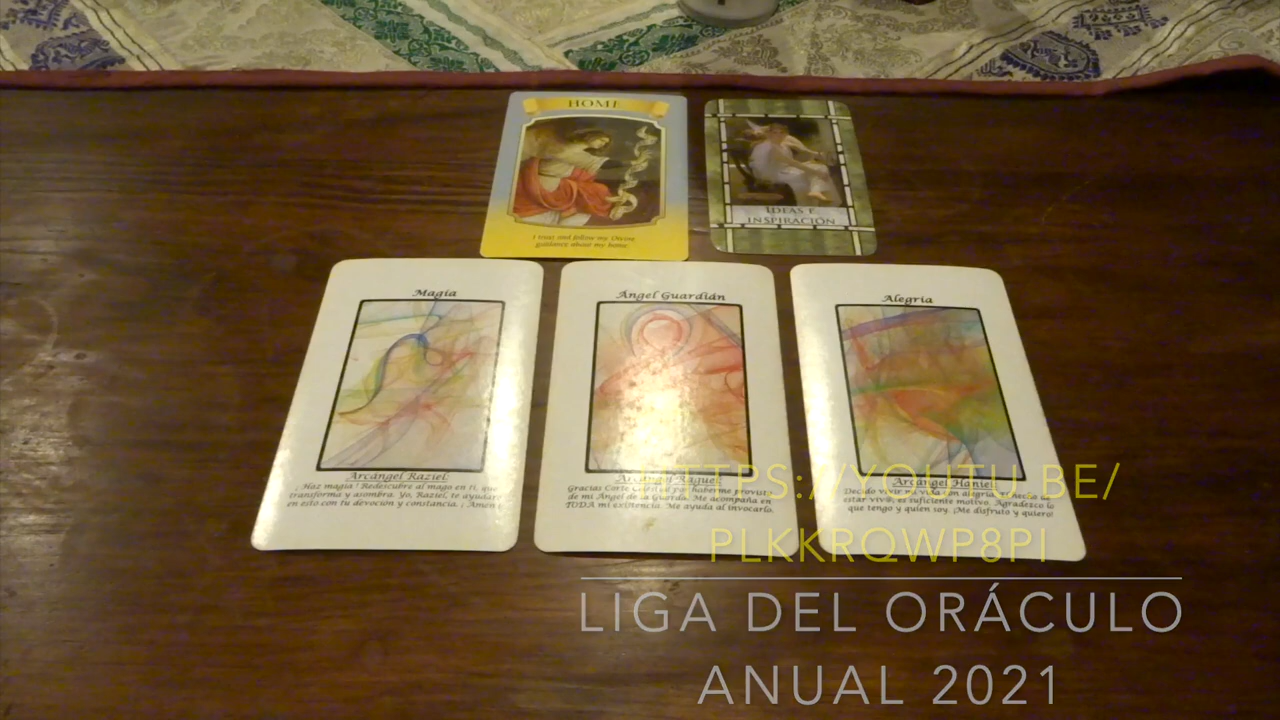 HOME
I trust and follow my Divine
guidance about my home.
IDEAS E
INSPIRACIÓN
Magia
Arcángel Raziel:
¡Haz magia! Redescubre al mago en ti, que
transforma y asombra. Yo, Raziel, te ayudaré
en esto con tu devoción y constancia. ¡Amén!
Ángel Guardián
Arcángel Raguel:
Gracias Corte Celestial por haberme provisto
de mi Ángel de la Guarda. Me acompaña en
TODA mi existencia. Me ayuda al invocarlo.
Alegría
Arcángel Haniel:
Decido vivir mi vida con alegría, el hecho de
estar vivo, es suficiente motivo. Agradezco lo
que tengo y quien soy. ¡Me disfruto y quiero!
HTTPS://YOUTU.BE/
PLKKRQWP8PI
LIGA DEL ORÁCULO
ANUAL 2021